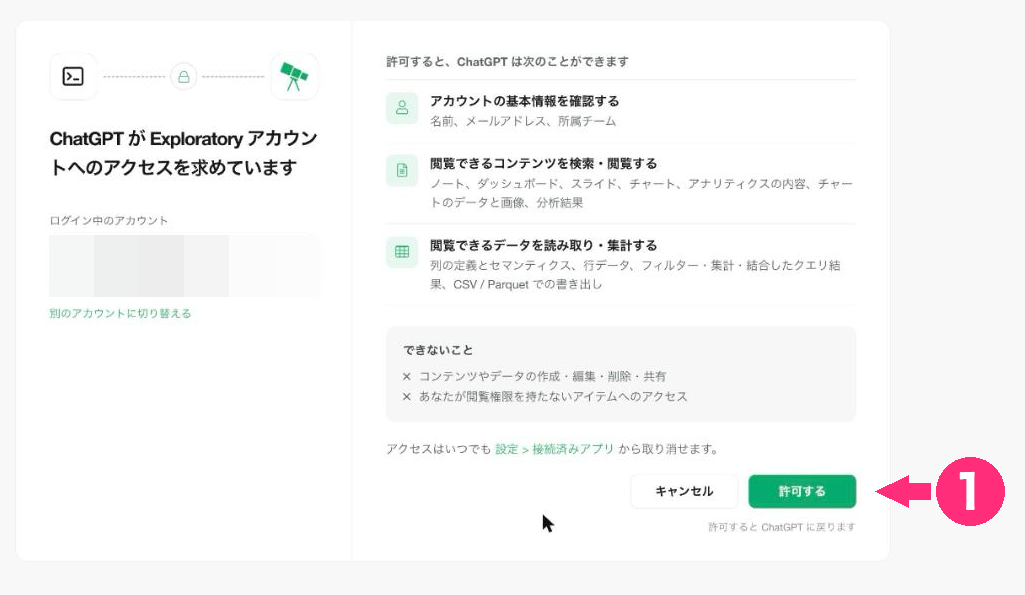 ChatGPT が Exploratory アカウン
トへのアクセスを求めています
ログイン中のアカウント
別のアカウントに切り替える
許可すると、ChatGPT は次のことができます
アカウントの基本情報を確認する
名前、メールアドレス、所属チーム
閲覧できるコンテンツを検索・閲覧する
ノート、ダッシュボード、スライド、チャート、アナリティクスの内容、チャー
トのデータと画像、分析結果
閲覧できるデータを読み取り・集計する
列の定義とセマンティクス、行データ、フィルター・集計・結合したクエリ結
果、CSV / Parquet での書き出し
できないこと
× コンテンツやデータの作成・編集・削除・共有
× あなたが閲覧権限を持たないアイテムへのアクセス
アクセスはいつでも 設定 > 接続済みアプリ から取り消せます。
キャンセル
許可する
1
許可すると ChatGPT に戻ります